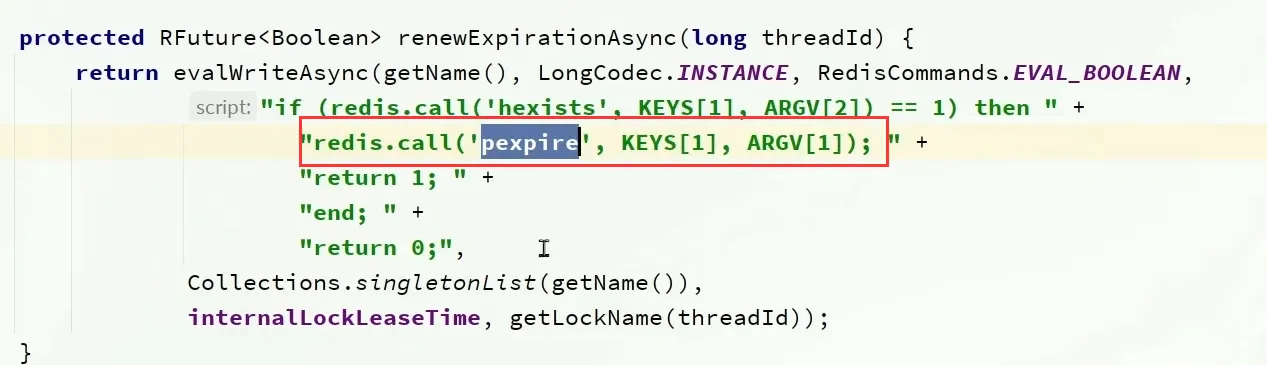 protected RFuture<Boolean> renewExpirationAsync(long threadId) {
return evalWriteAsync(getName(), LongCodec.INSTANCE, RedisCommands.EVAL_BOOLEAN,
script: "if (redis.call('hexists', KEYS[1], ARGV[2]) == 1) then " +
"redis.call('pexpire', KEYS[1], ARGV[1]); " +
"return 1; " +
"end; " +
"return 0;",
Collections.singletonList(getName()),
internalLockLeaseTime, getLockName(threadId));
}